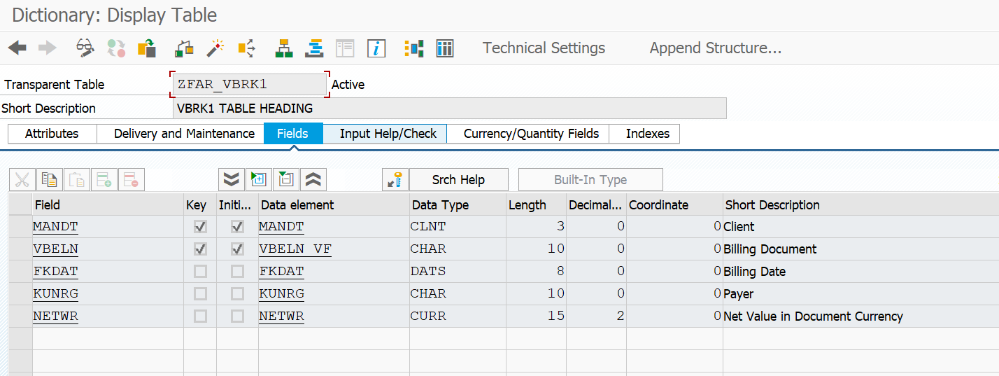 Dictionary: Display Table
Technical Settings Append Structure...
Transparent Table ZFAR_VBRK1 Active
Short Description VBRK1 TABLE HEADING
Attributes Delivery and Maintenance Fields Input Help/Check Currency/Quantity Fields Indexes
Srch Help Built-In Type
Field Key Initi... Data element Data Type Length Decimal... Coordinate Short Description
MANDT MANDT CLNT 3 0 0 Client
VBELN VBELN_VF CHAR 10 0 0 Billing Document
FKDAT FKDAT DATS 8 0 0 Billing Date
KUNRG KUNRG CHAR 10 0 0 Payer
NETWR NETWR CURR 15 2 0 Net Value in Document Currency